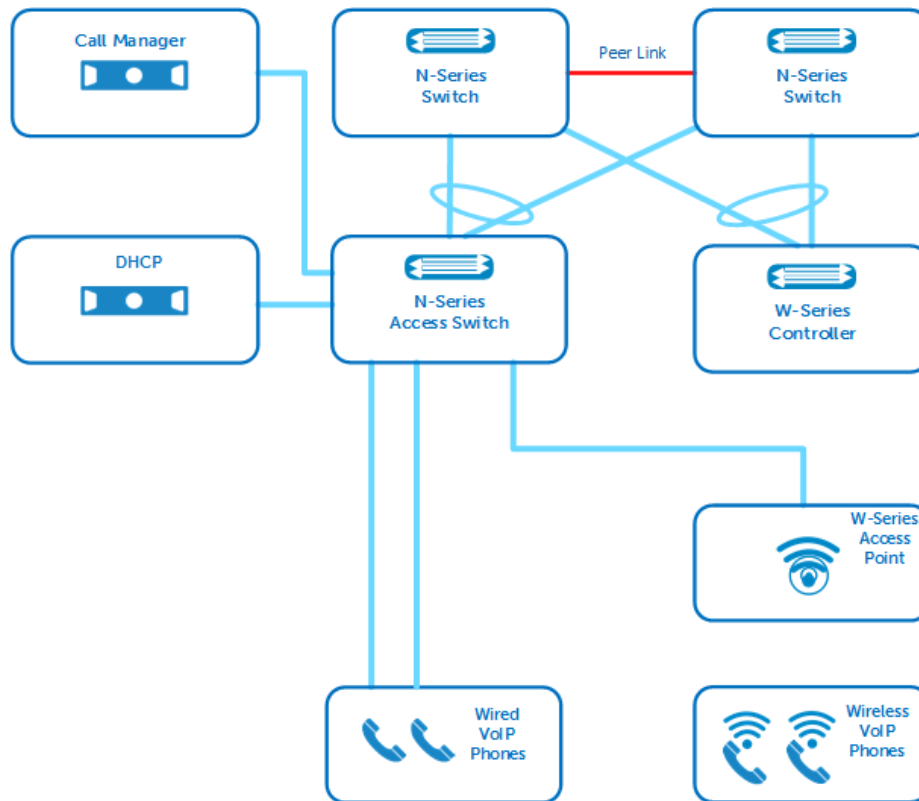 Call Manager
N-Series
Switch
Peer Link
N-Series
Switch
DHCP
N-Series
Access Switch
W-Series
Controller
W-Series
Access
Point
Wired
VoIP
Phones
Wireless
VoIP
Phones